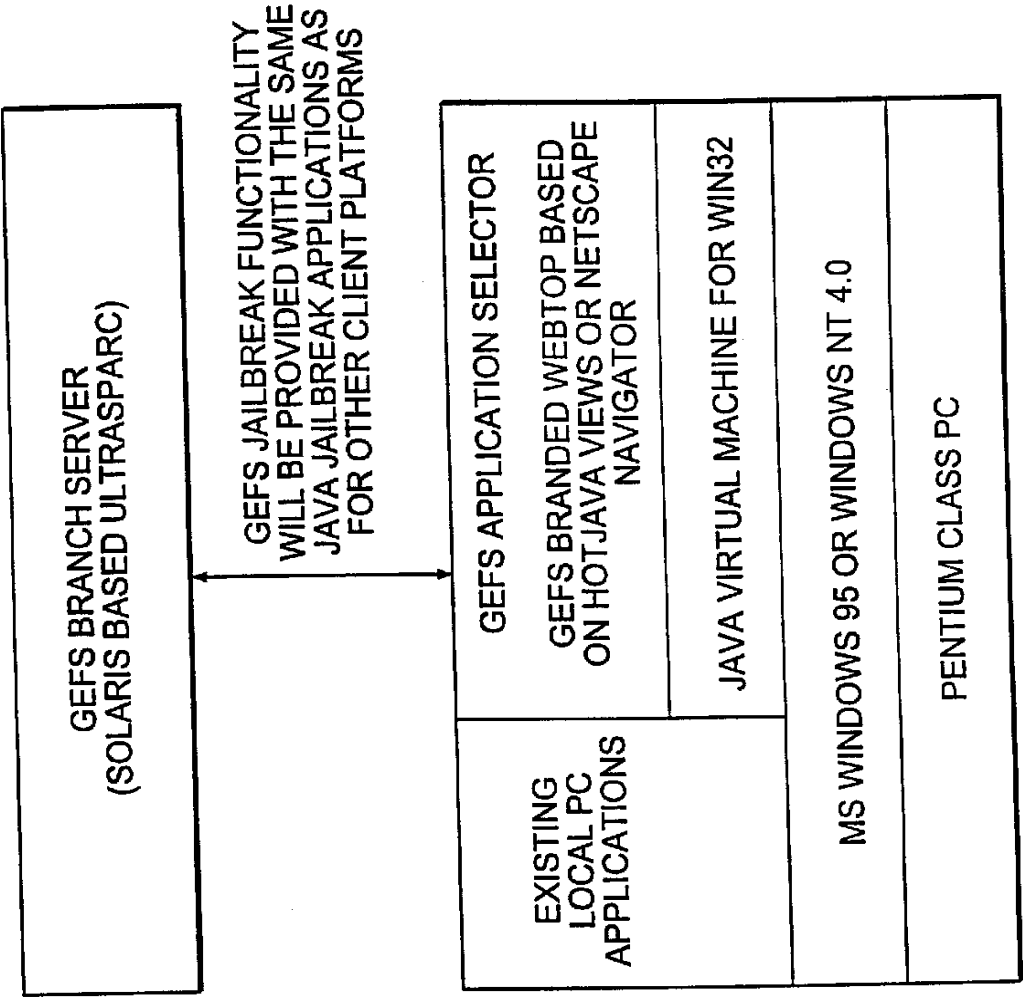 GEFS BRANCH SERVER
(SOLARIS BASED ULTRASPARC)
GEFS JAILBREAK FUNCTIONALITY
WILL BE PROVIDED WITH THE SAME
JAVA JAILBREAK APPLICATIONS AS
FOR OTHER CLIENT PLATFORMS
EXISTING
LOCAL PC
APPLICATIONS
GEFS APPLICATION SELECTOR
GEFS BRANDED WEBTOP BASED
ON HOTJAVA VIEWS OR NETSCAPE
NAVIGATOR
JAVA VIRTUAL MACHINE FOR WIN32
MS WINDOWS 95 OR WINDOWS NT 4.0
PENTIUM CLASS PC